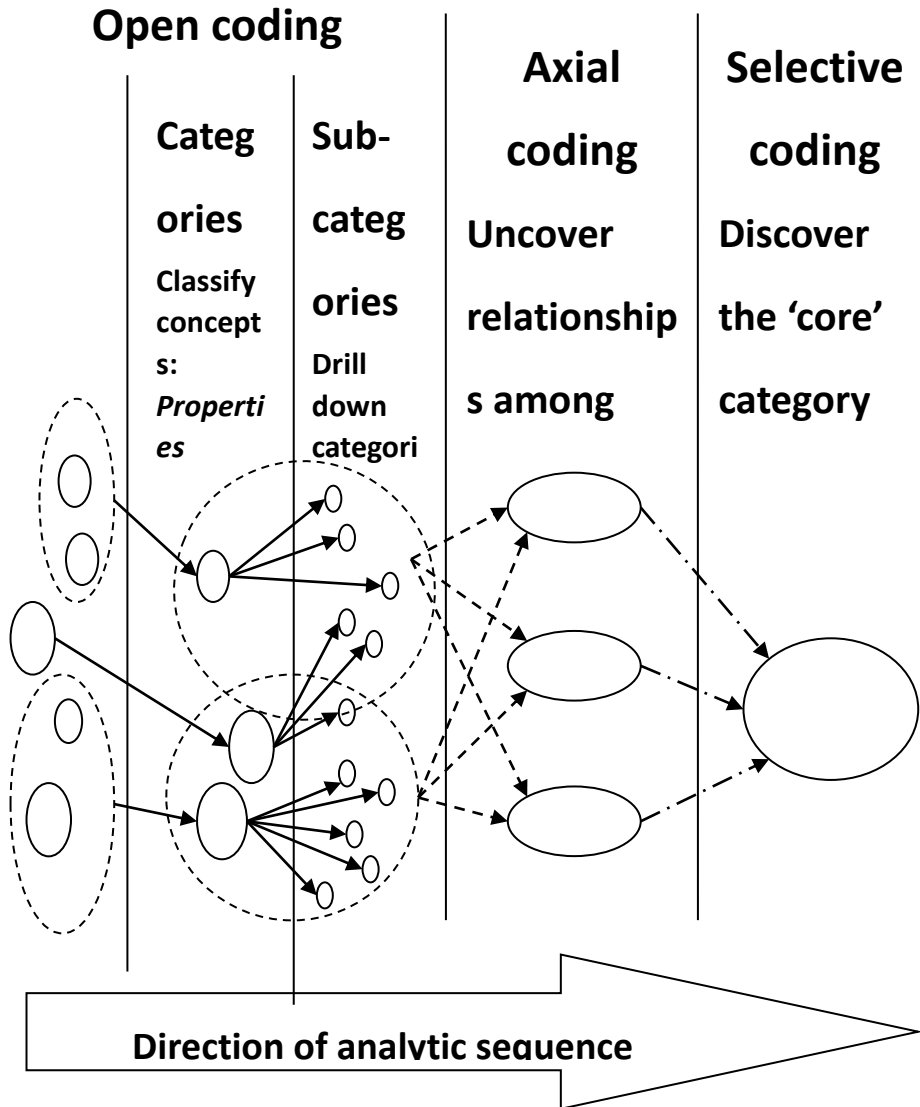 Open coding
Categ
ories
Classify
concept
s:
Properti
es
Sub-
categ
ories
Drill
down
categori
Axial
coding
Uncover
relationship
s among
Selective
coding
Discover
the ‘core’
category
Direction of analytic sequence